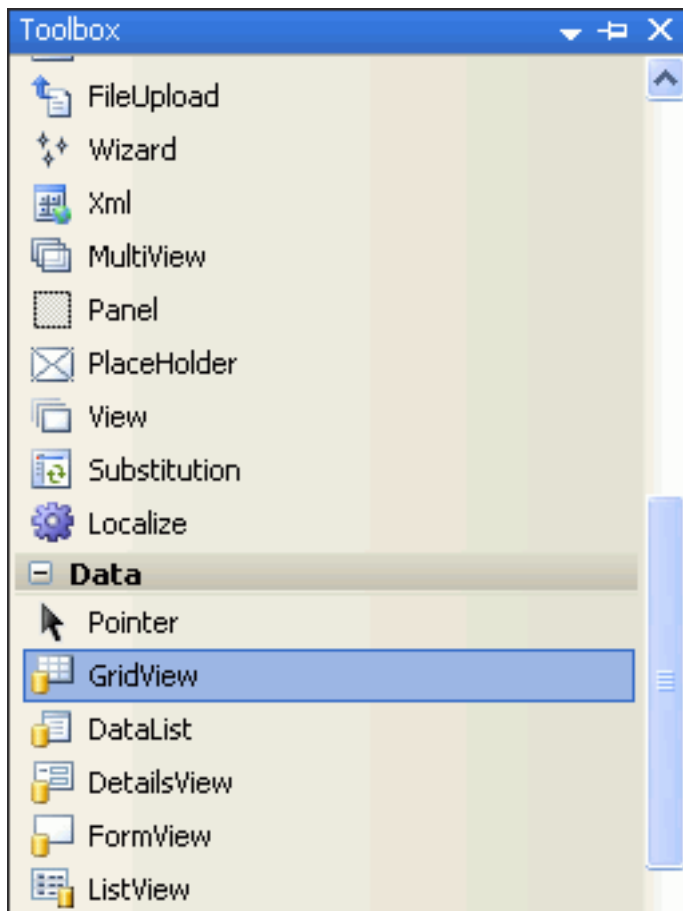 Toolbox
FileUpload
Wizard
Xml
MultiView
Panel
PlaceHolder
View
Substitution
Localize
Data
Pointer
GridView
DataList
DetailsView
FormView
ListView